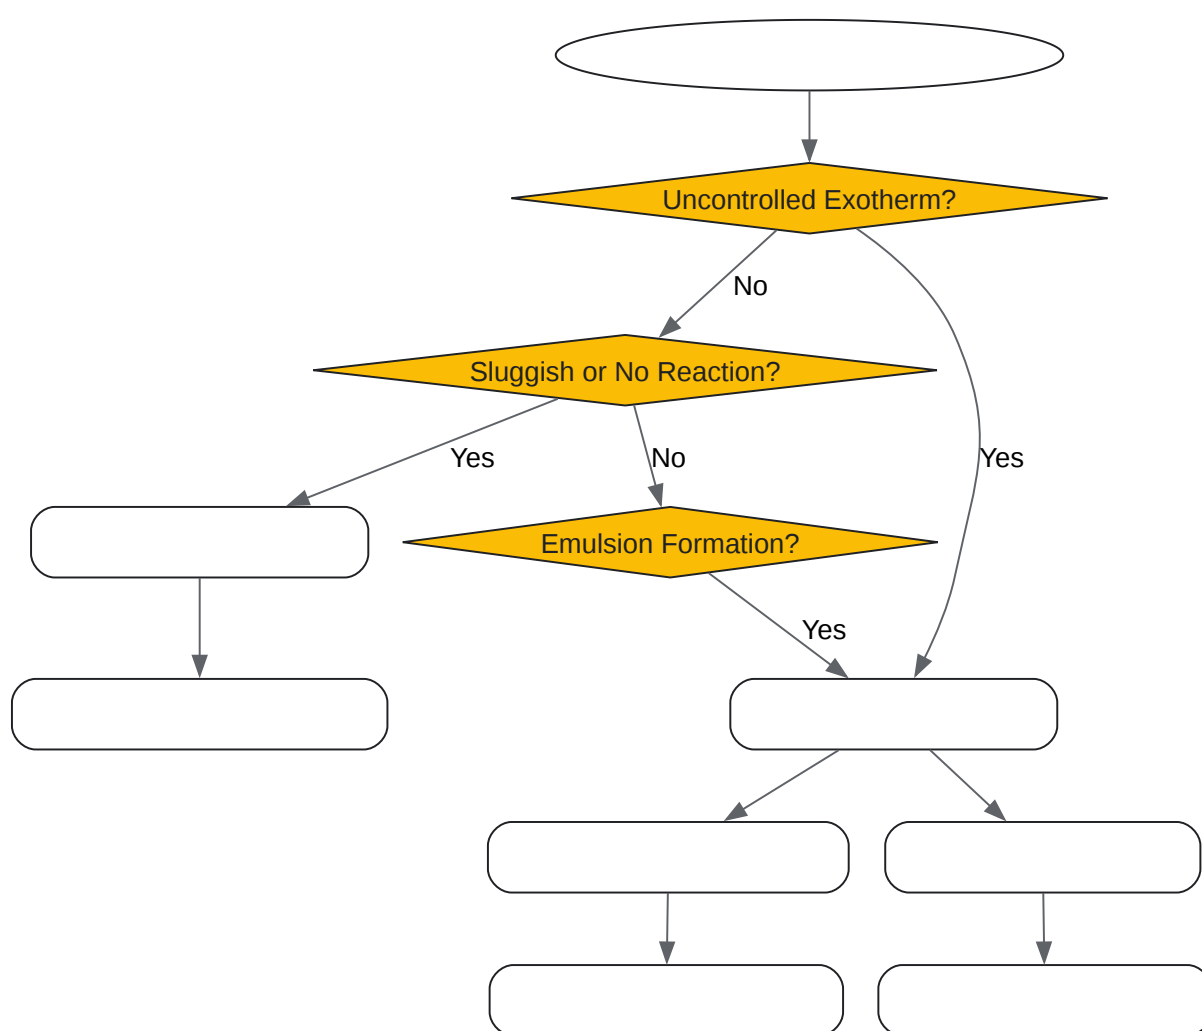 Uncontrolled Exotherm?
No
Sluggish or No Reaction?
Yes
No
Yes
Emulsion Formation?
Yes